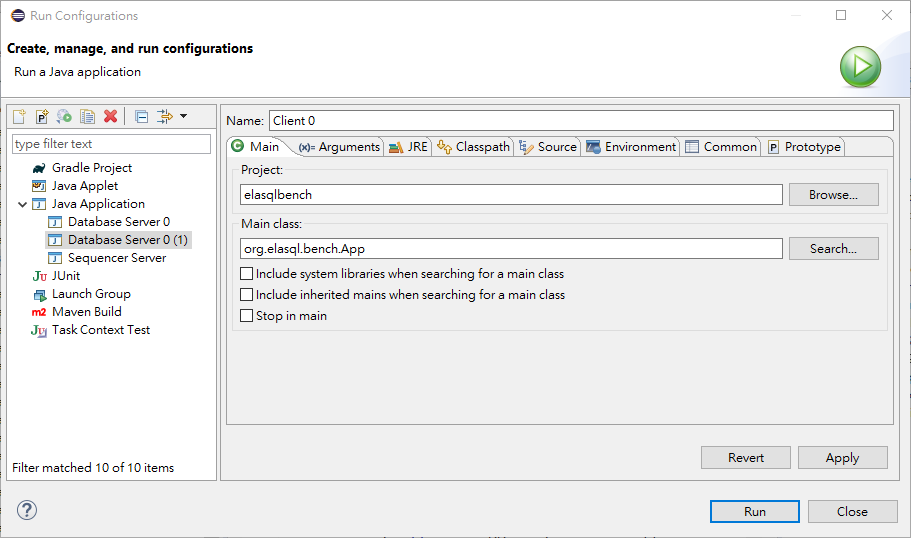 Run Configurations
Create, manage, and run configurations
Run a Java application
type filter text
Gradle Project
Java Applet
Java Application
Database Server 0
Database Server 0 (1)
Sequencer Server
JUnit
Launch Group
Maven Build
Task Context Test
Filter matched 10 of 10 items
Name: Client 0
Main (x)= Arguments JRE Classpath Source Environment Common Prototype
Project:
elasqlbench Browse...
Main class:
org.elasql.bench.App Search...
Include system libraries when searching for a main class
Include inherited mains when searching for a main class
Stop in main
Revert Apply
Run Close